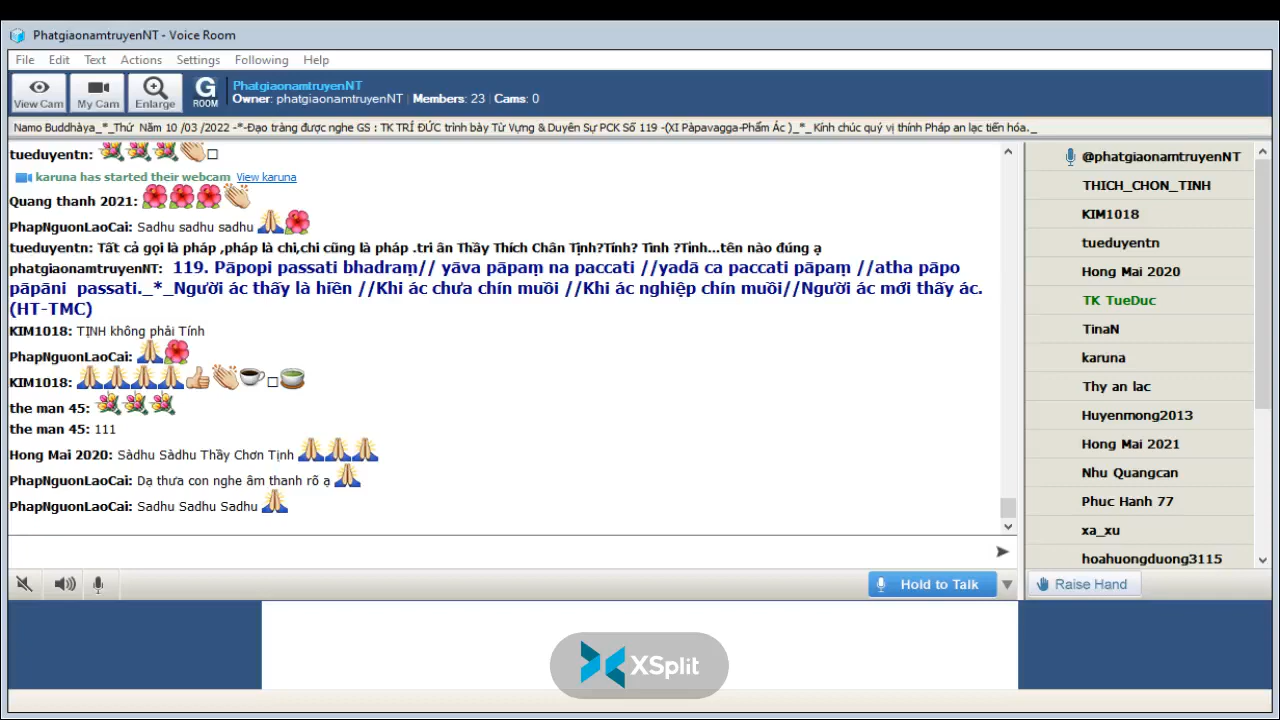 PhatgiaonamtruyenNT - Voice Room
File Edit Text Actions Settings Following Help
View Cam My Cam Enlarge G ROOM
PhatgiaonamtruyenNT
Owner: phatgiaonamtruyenNT | Members: 23 | Cams: 0
Namo Buddhàya_*_Thứ Năm 10 /03 /2022 -*-Đạo tràng được nghe GS : TK TRÍ ĐỨC trình bày Từ Vựng & Duyên Sự PCK Số 119 -(XI Pàpavagga-Phẩm Ác )_*_ Kính chúc quý vị thính Pháp an lạc tiến hóa._
tueduyentn:
karuna has started their webcam View karuna
Quang thanh 2021:
PhapNguonLaoCai: Sadhu sadhu sadhu
tueduyentn: Tất cả gọi là pháp ,pháp là chi,chi cũng là pháp .tri ân Thầy Thích Chân Tịnh?Tính? Tình ?Tinh...tên nào đúng ạ
phatgiaonamtruyenNT: 119. Pāpopi passati bhadraṃ// yāva pāpaṃ na paccati //yadā ca paccati pāpaṃ //atha pāpo
pāpāni passati._*_Người ác thấy là hiền //Khi ác chưa chín muồi //Khi ác nghiệp chín muồi//Người ác mới thấy ác.
(HT-TMC)
KIM1018: TỊNH không phải Tính
PhapNguonLaoCai:
KIM1018:
the man 45:
the man 45: 111
Hong Mai 2020: Sàdhu Sàdhu Thầy Chơn Tịnh
PhapNguonLaoCai: Dạ thưa con nghe âm thanh rõ ạ
PhapNguonLaoCai: Sadhu Sadhu Sadhu
Hold to Talk
@phatgiaonamtruyenNT
THICH_CHON_TINH
KIM1018
tueduyentn
Hong Mai 2020
TK TueDuc
TinaN
karuna
Thy an lac
Huyenmong2013
Hong Mai 2021
Nhu Quangcan
Phuc Hanh 77
xa_xu
hoahuongduong3115
Raise Hand
XSplit